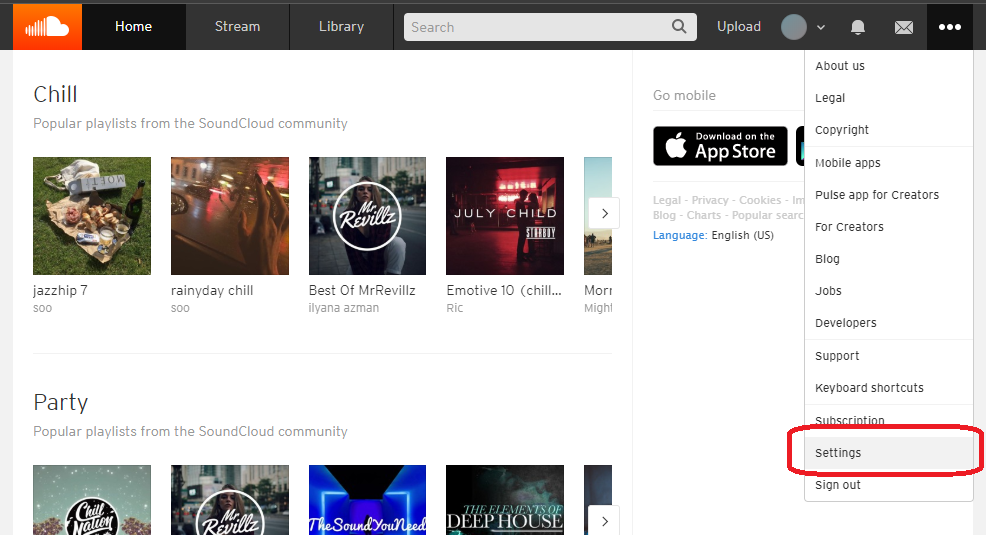 Home
Stream
Library
Search
Upload
Chill
Popular playlists from the SoundCloud community
MOËT
Mr.
Revillz
JULY CHILD
STARBOY
jazzhip 7
soo
rainyday chill
soo
Best Of MrRevillz
ilyana azman
Emotive 10 (chill...
Ric
Morr
Might
Party
Popular playlists from the SoundCloud community
Chill
Nation
Mr.
Revillz
TheSoundYouNeed
THE ELEMENTS OF
DEEP HOUSE
Go mobile
Download on the
App Store
Legal - Privacy - Cookies - Im
Blog - Charts - Popular searc
Language: English (US)
About us
Legal
Copyright
Mobile apps
Pulse app for Creators
For Creators
Blog
Jobs
Developers
Support
Keyboard shortcuts
Subscription
Settings
Sign out